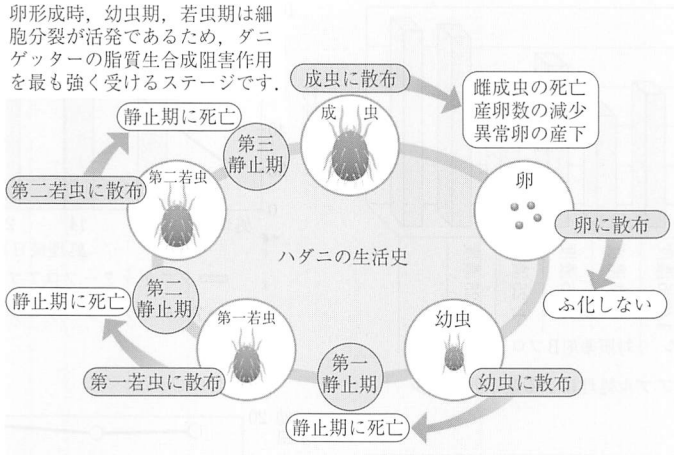 卵形成時，幼虫期，若虫期は細
胞分裂が活発であるため，ダニ
ゲッターの脂質生合成阻害作用
を最も強く受けるステージです．
成虫に散布
成 虫
雌成虫の死亡
産卵数の減少
異常卵の産下
静止期に死亡
第三
静止期
第二若虫
第二若虫に散布
卵
卵に散布
ハダニの生活史
ふ化しない
第二
静止期
静止期に死亡
第一若虫
第一若虫に散布
幼虫
幼虫に散布
第一
静止期
静止期に死亡